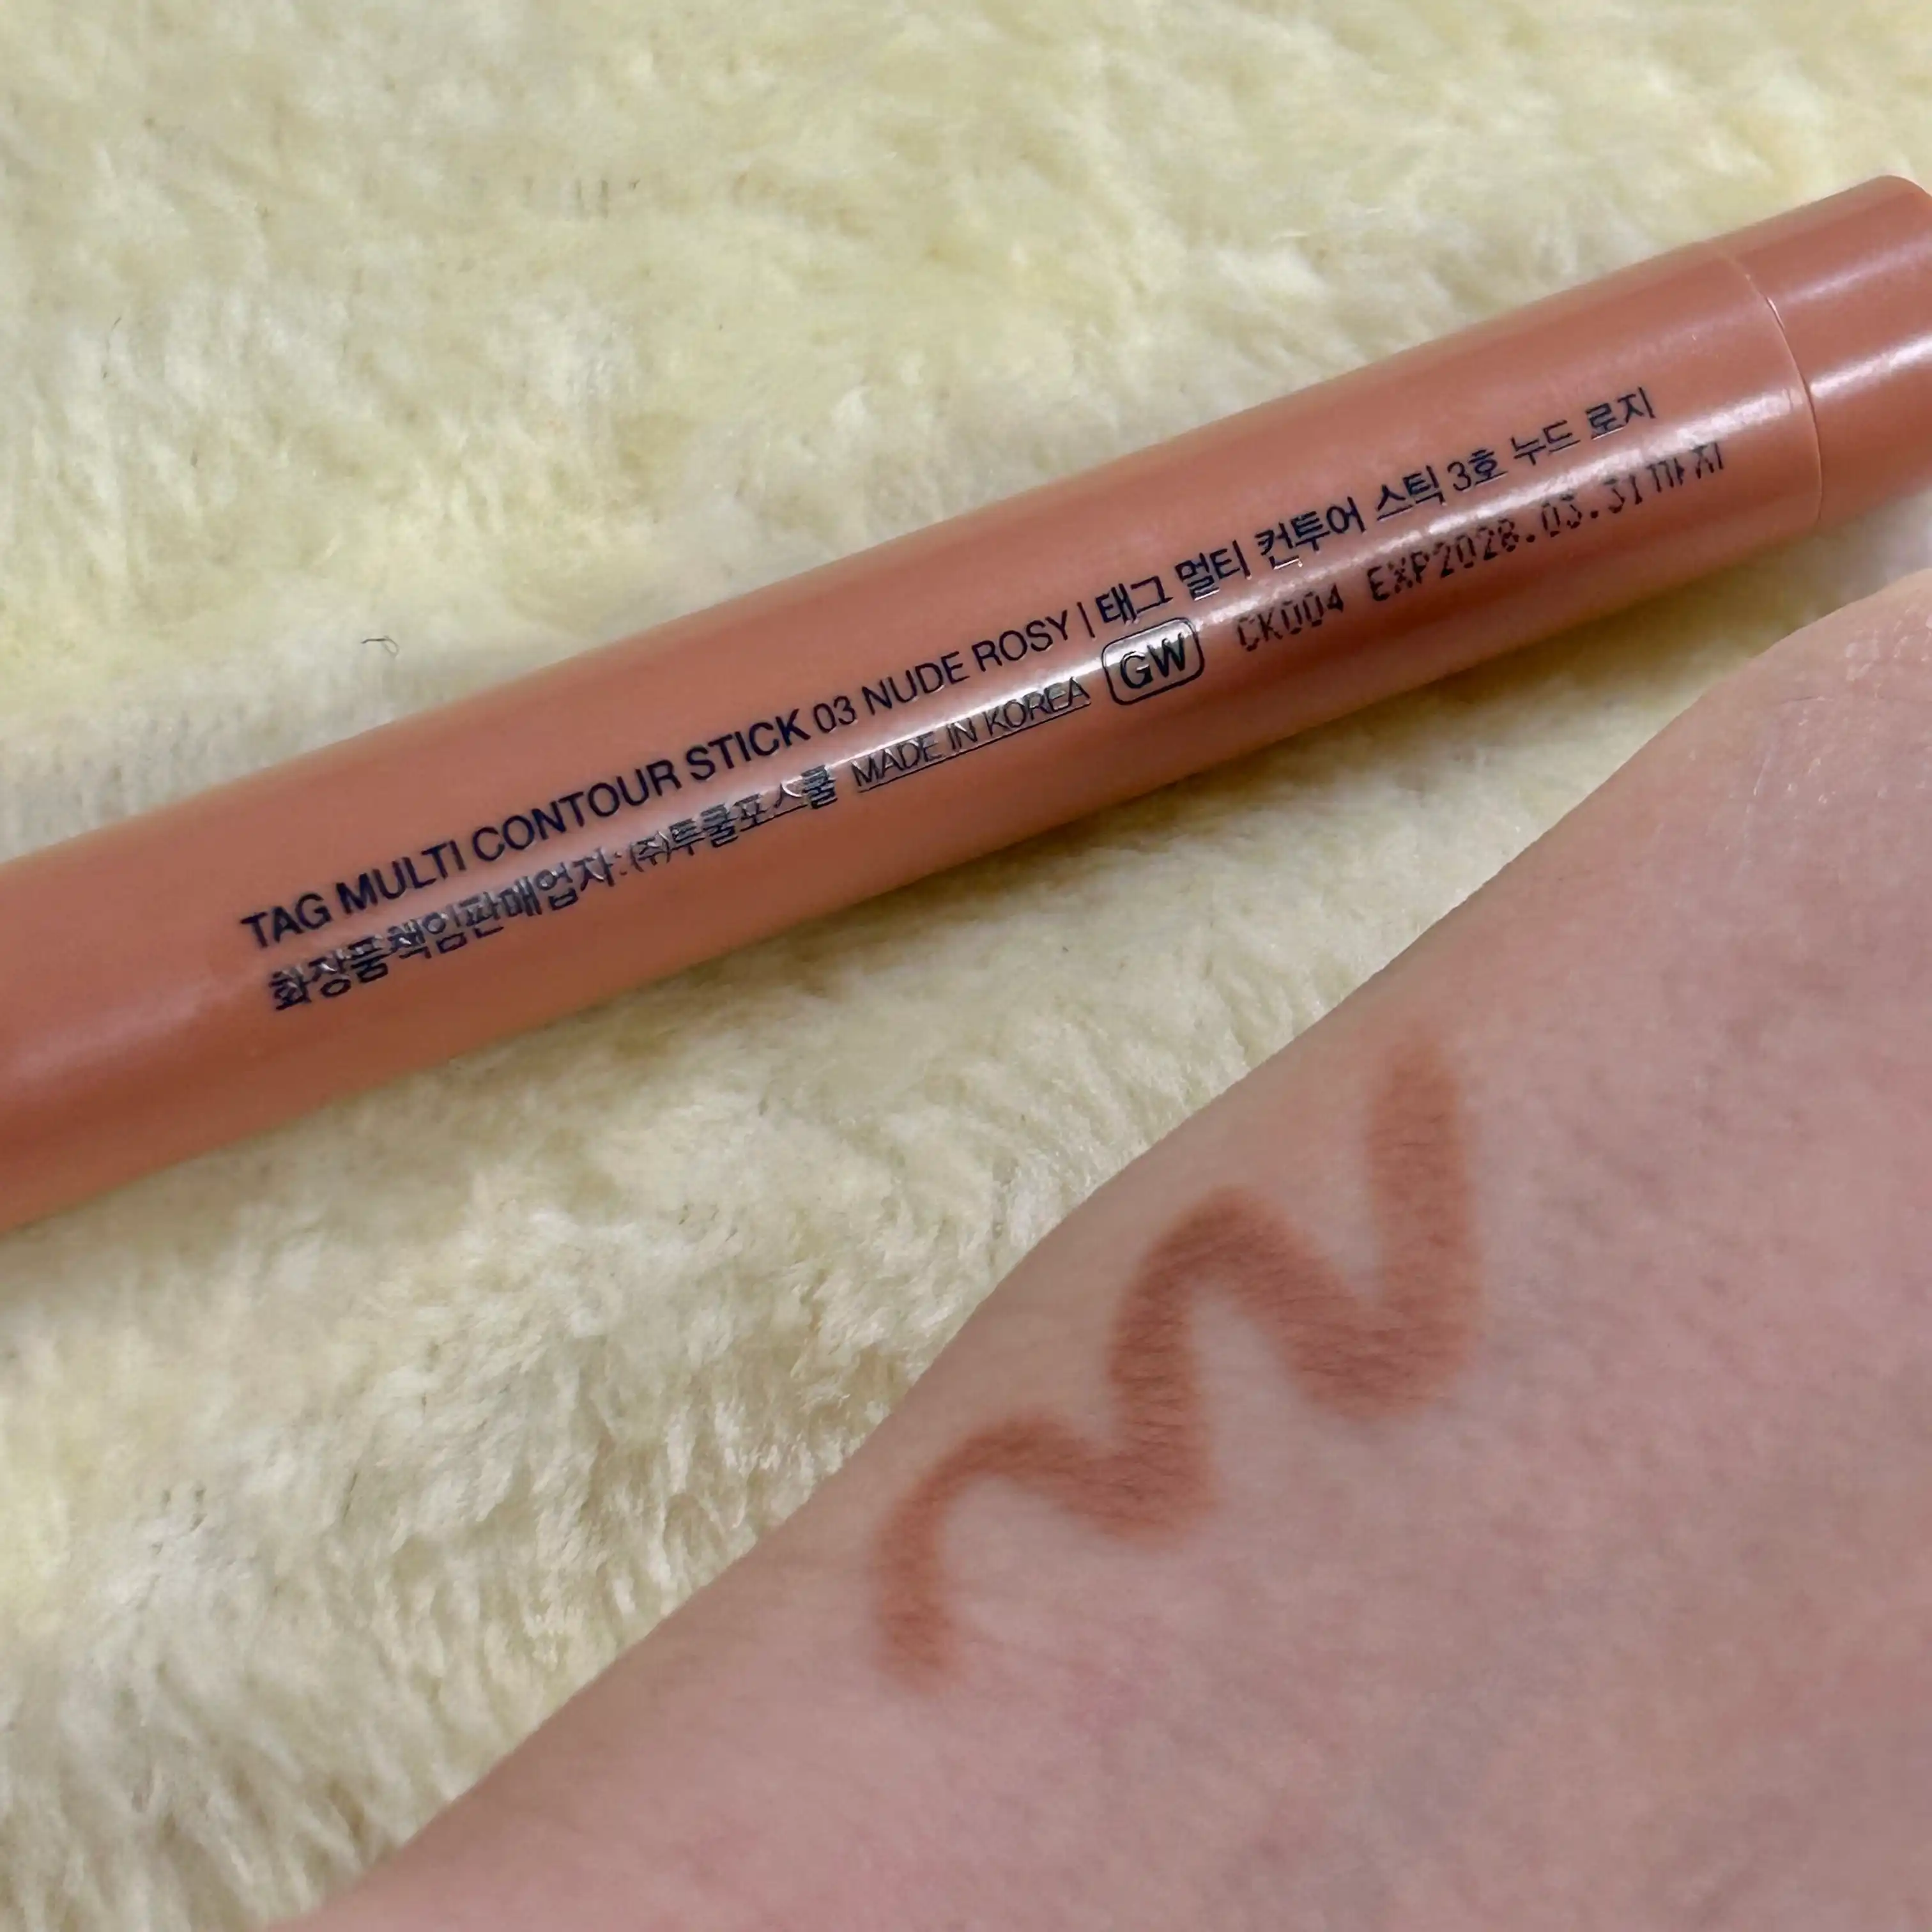 TAG MULTI CONTOUR STICK 03 NUDE ROSY | 태그 멀티 컨투어 스틱 3호 누드 로지
화장품책임판매업자: (주)투쿨포스쿨 MADE IN KOREA GW CK004 EXP2028.03.31까지